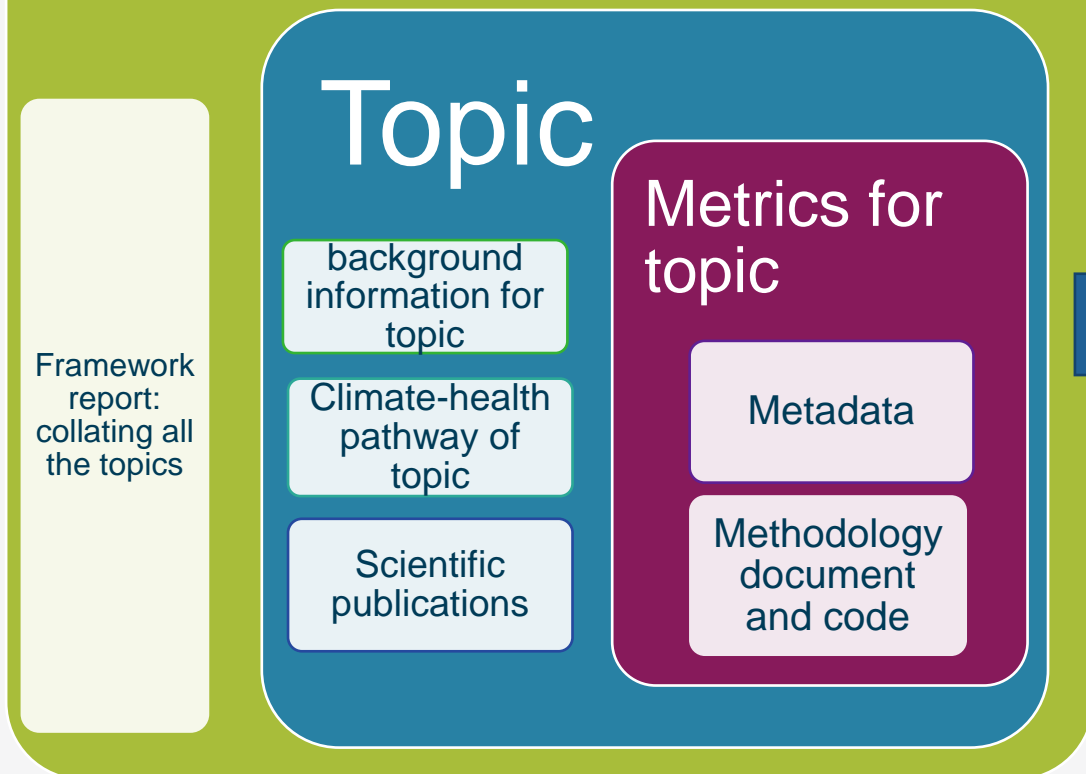 Topic
Metrics for
topic
background
information for
topic
Climate-health
pathway of
topic
Scientific
publications
Metadata
Methodology
document
and code
Framework
report:
collating all
the topics